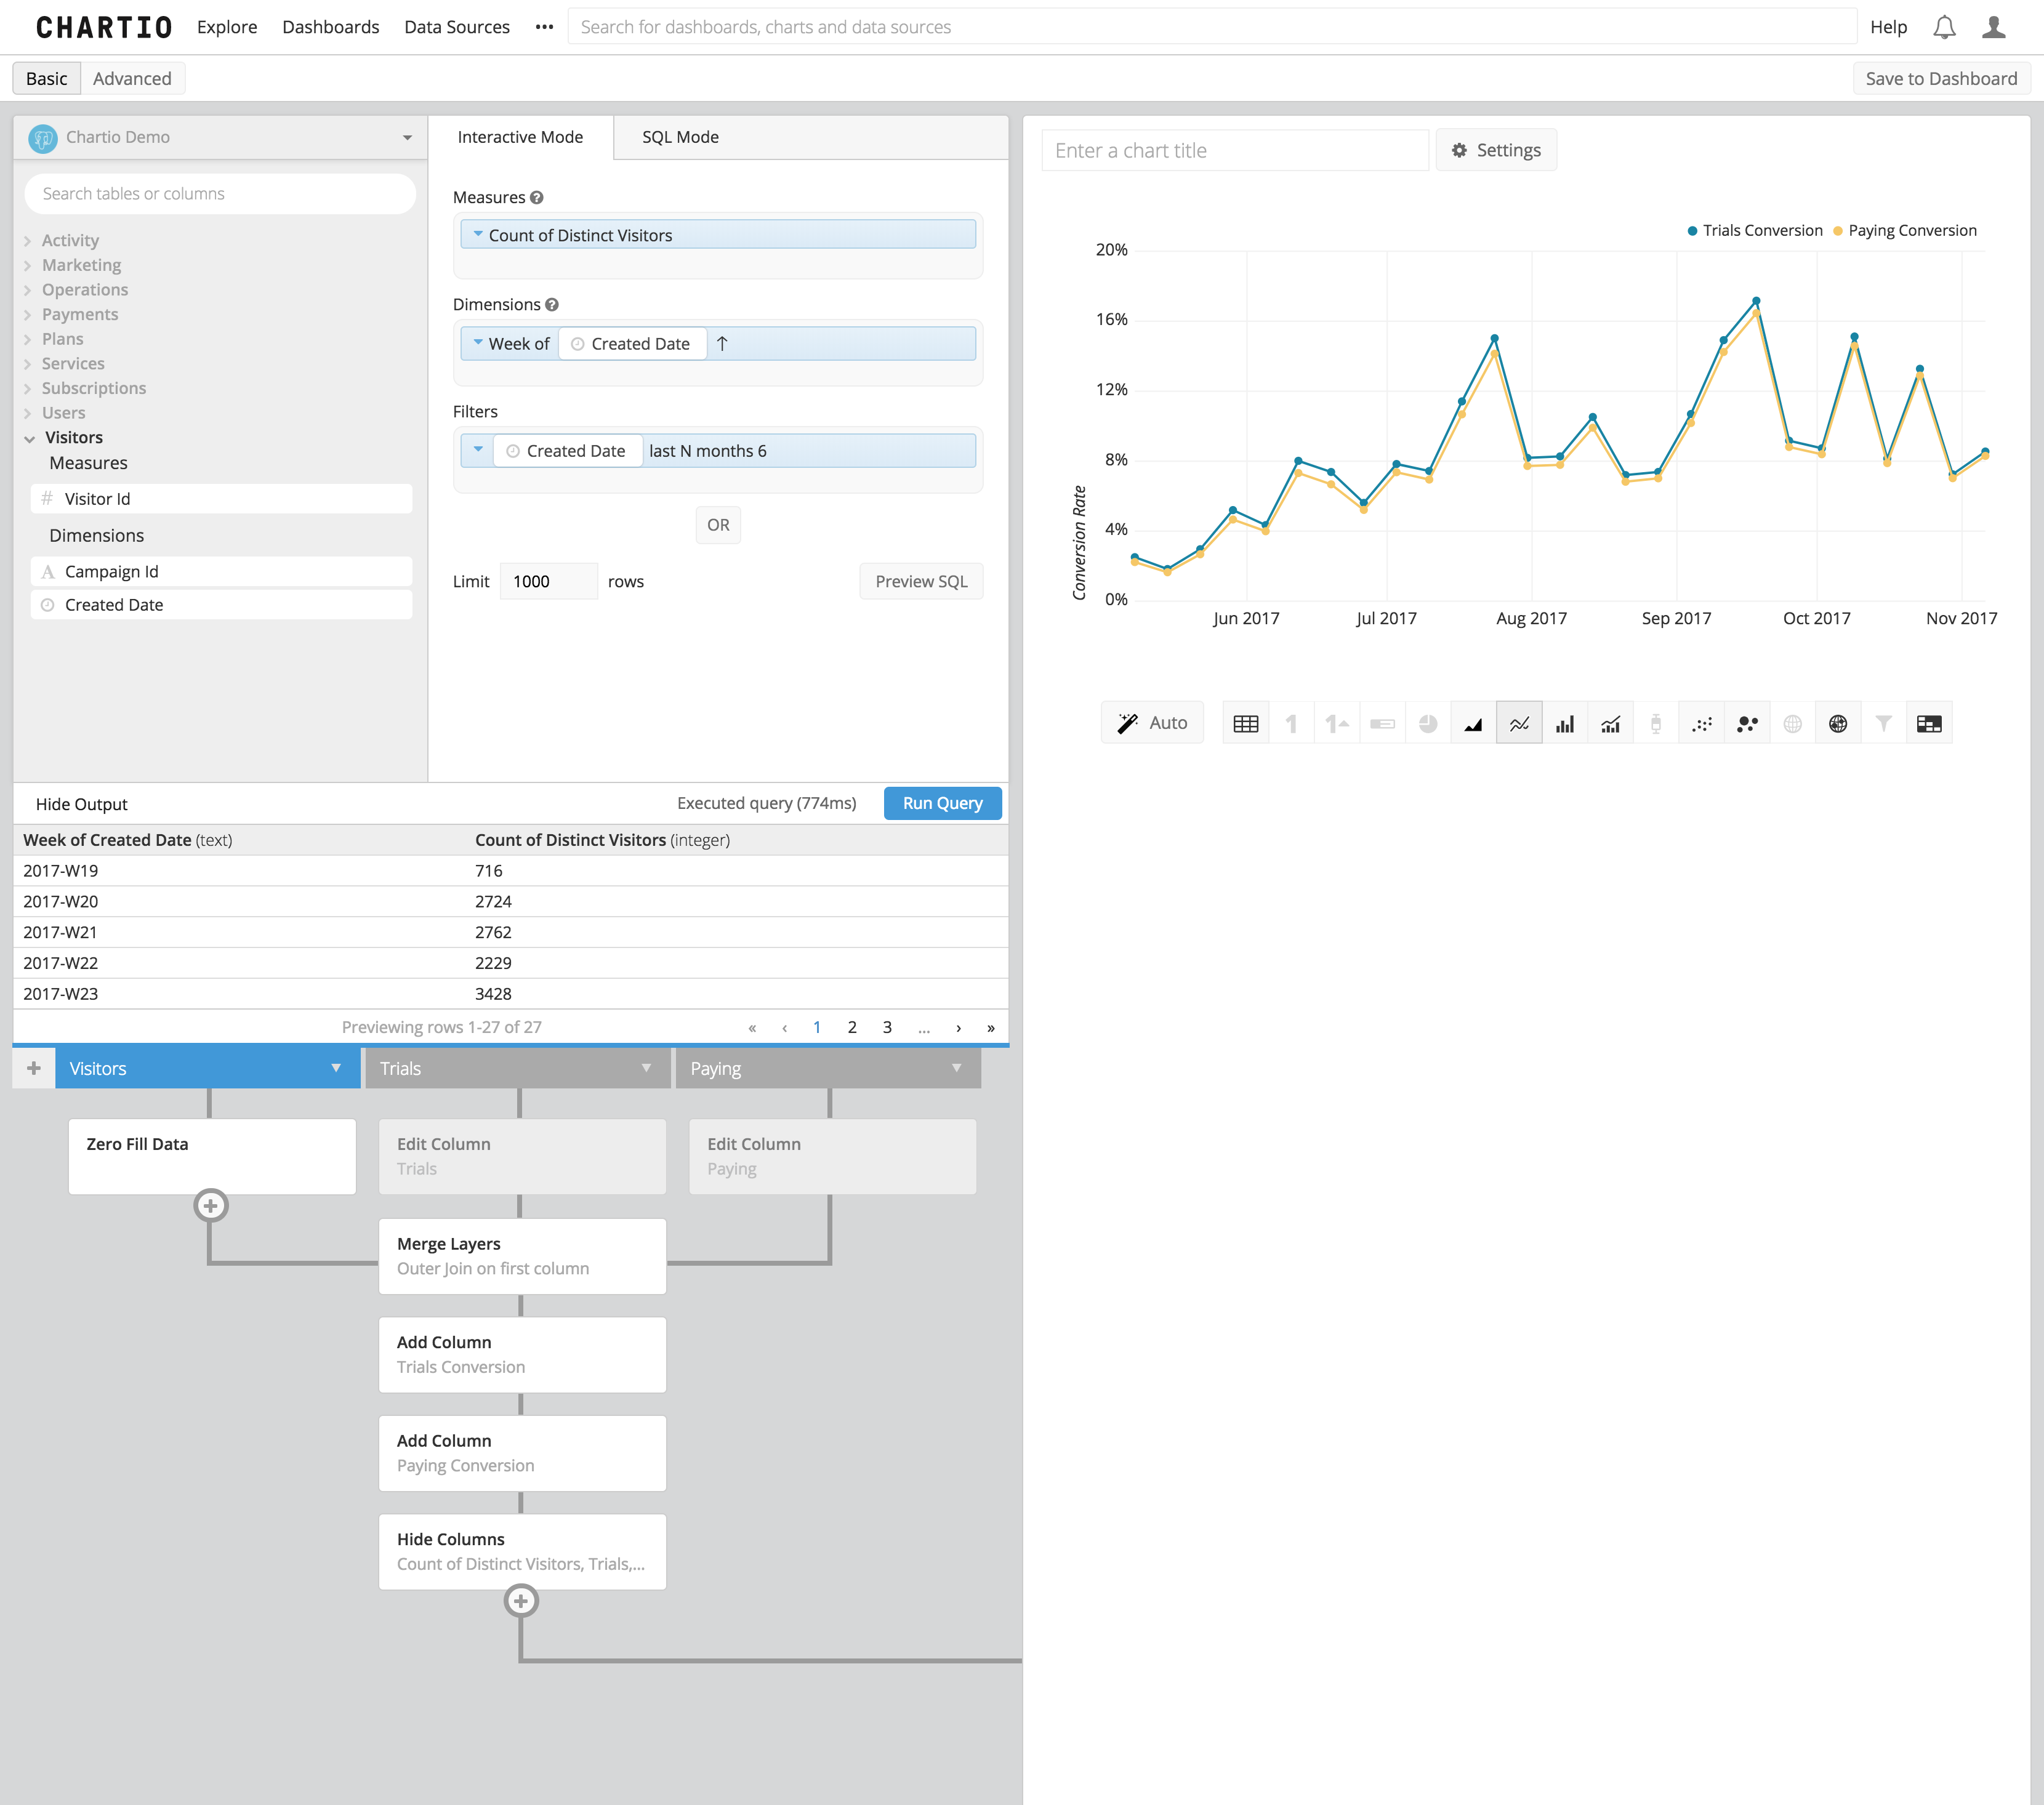 CHARTIO Explore Dashboards Data Sources ••• Search for dashboards, charts and data sources Help
Basic Advanced Save to Dashboard
Chartio Demo
Search tables or columns
Activity
Marketing
Operations
Payments
Plans
Services
Subscriptions
Users
Visitors
Measures
# Visitor Id
Dimensions
A Campaign Id
Created Date
Interactive Mode SQL Mode
Measures ?
Count of Distinct Visitors
Dimensions ?
Week of Created Date ↑
Filters
Created Date last N months 6
OR
Limit 1000 rows Preview SQL
Hide Output Executed query (774ms) Run Query
Week of Created Date (text) Count of Distinct Visitors (integer)
2017-W19 716
2017-W20 2724
2017-W21 2762
2017-W22 2229
2017-W23 3428
Previewing rows 1-27 of 27 « ‹ 1 2 3 ... › »
+ Visitors Trials Paying
Zero Fill Data
Edit Column
Trials
Edit Column
Paying
Merge Layers
Outer Join on first column
Add Column
Trials Conversion
Add Column
Paying Conversion
Hide Columns
Count of Distinct Visitors, Trials,...
Enter a chart title Settings
Trials Conversion Paying Conversion
20%
16%
12%
8%
4%
0%
Conversion Rate
Jun 2017 Jul 2017 Aug 2017 Sep 2017 Oct 2017 Nov 2017
Auto 1 1